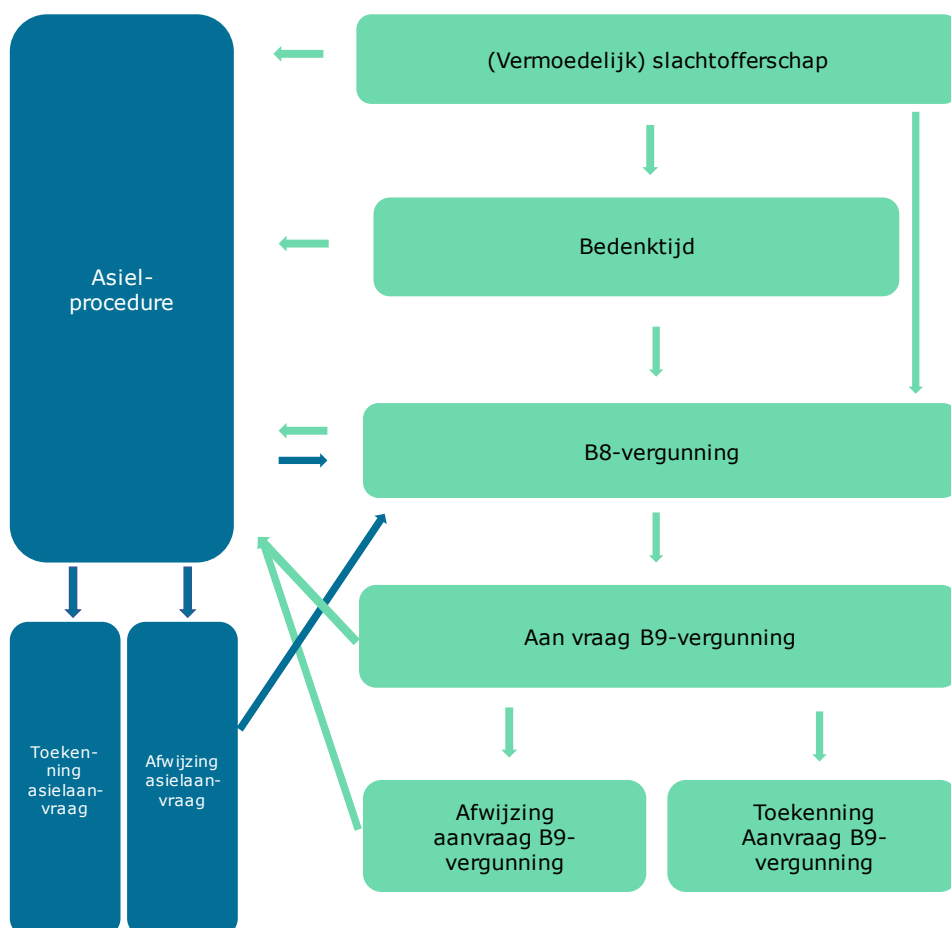 (Vermoedelijk) slachtofferschap
Bedenktijd
Asiel-
procedure
B8-vergunning
Aan vraag B9-vergunning
Toeken-
ning
asielaan-
vraag
Afwijzing
asielaan-
vraag
Afwijzing
aanvraag B9-
vergunning
Toekenning
Aanvraag B9-
vergunning